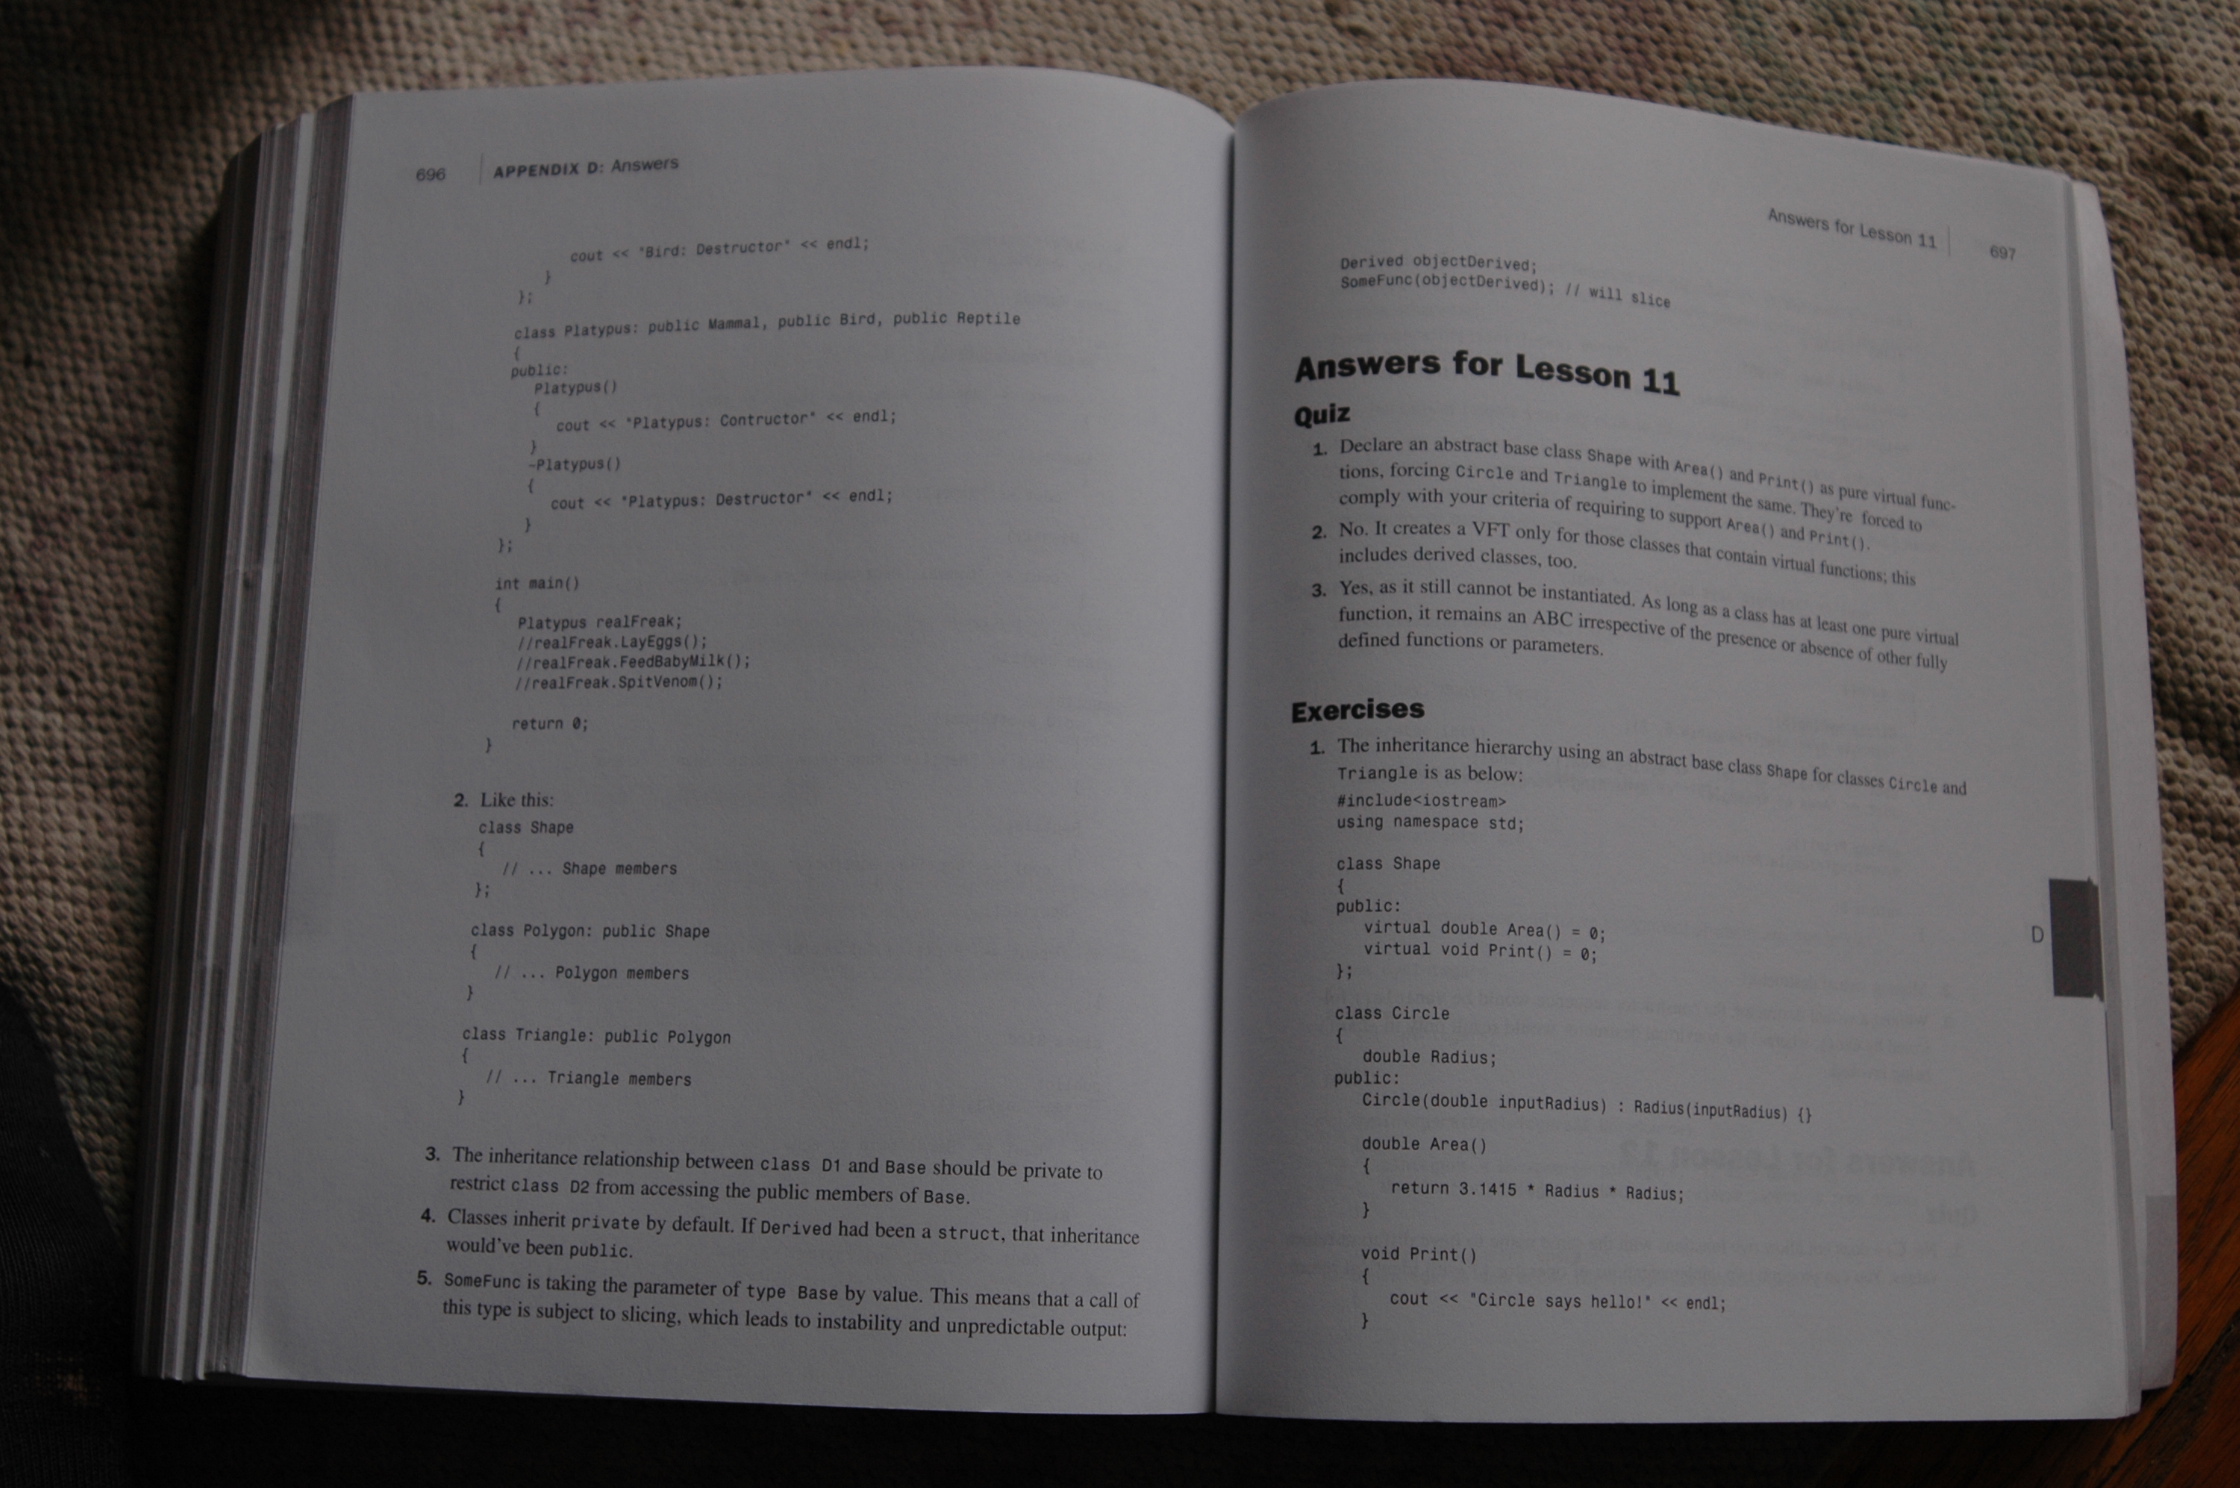 696 | APPENDIX D: Answers
cout << "Bird: Destructor" << endl;
}
};
class Platypus: public Mammal, public Bird, public Reptile
{
public:
Platypus()
{
cout << "Platypus: Contructor" << endl;
}
~Platypus()
{
cout << "Platypus: Destructor" << endl;
}
};
int main()
{
Platypus realFreak;
//realFreak.LayEggs();
//realFreak.FeedBabyMilk();
//realFreak.SpitVenom();
return 0;
}
2. Like this:
class Shape
{
// ... Shape members
};
class Polygon: public Shape
{
// ... Polygon members
}
class Triangle: public Polygon
{
// ... Triangle members
}
3. The inheritance relationship between class D1 and Base should be private to
restrict class D2 from accessing the public members of Base.
4. Classes inherit private by default. If Derived had been a struct, that inheritance
would've been public.
5. SomeFunc is taking the parameter of type Base by value. This means that a call of
this type is subject to slicing, which leads to instability and unpredictable output:
Answers for Lesson 11 | 697
Derived objectDerived;
SomeFunc(objectDerived); // will slice
Answers for Lesson 11
Quiz
1. Declare an abstract base class Shape with Area() and Print() as pure virtual func-
tions, forcing Circle and Triangle to implement the same. They're forced to
comply with your criteria of requiring to support Area() and Print().
2. No. It creates a VFT only for those classes that contain virtual functions; this
includes derived classes, too.
3. Yes, as it still cannot be instantiated. As long as a class has at least one pure virtual
function, it remains an ABC irrespective of the presence or absence of other fully
defined functions or parameters.
Exercises
1. The inheritance hierarchy using an abstract base class Shape for classes Circle and
Triangle is as below:
#include<iostream>
using namespace std;
class Shape
{
public:
virtual double Area() = 0;
virtual void Print() = 0;
};
class Circle
{
double Radius;
public:
Circle(double inputRadius) : Radius(inputRadius) {}
double Area()
{
return 3.1415 * Radius * Radius;
}
void Print()
{
cout << "Circle says hello!" << endl;
}
D